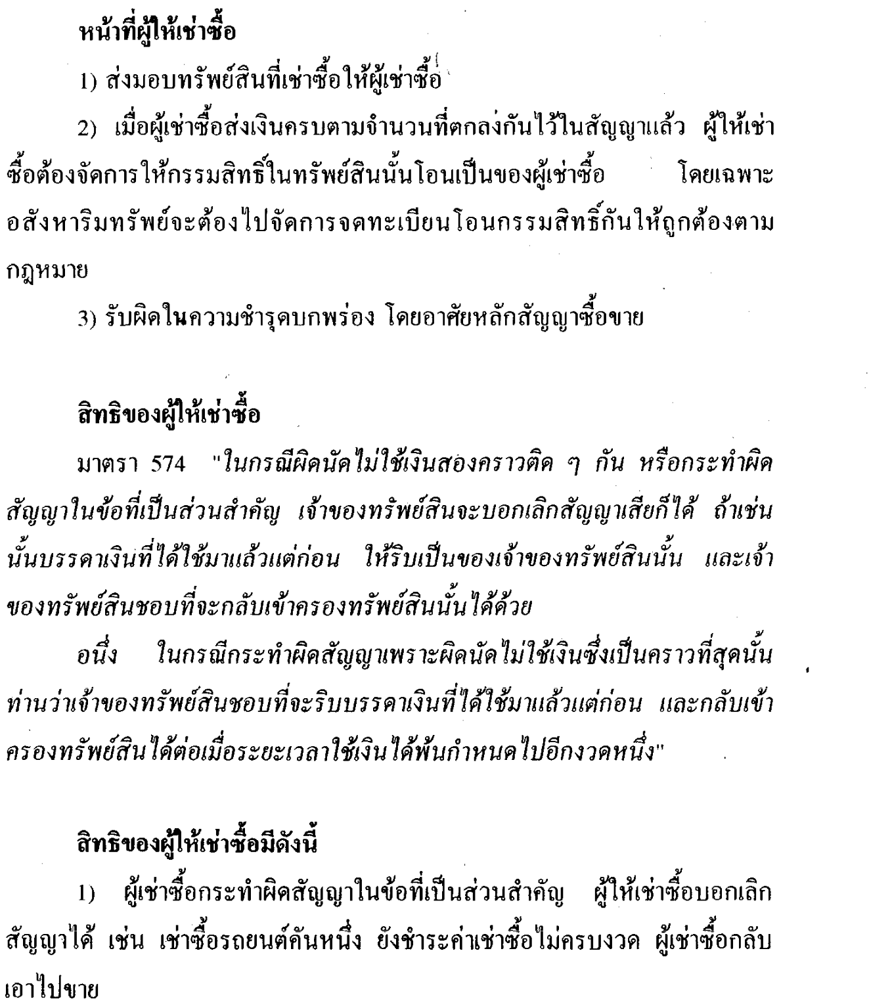 หน้าที่ผู้ให้เช่าซื้อ
1) ส่งมอบทรัพย์สินที่เช่าซื้อให้ผู้เช่าซื้อ
2) เมื่อผู้เช่าซื้อส่งเงินครบตามจำนวนที่ตกลงกันไว้ในสัญญาแล้ว ผู้ให้เช่า
ซื้อต้องจัดการให้กรรมสิทธิ์ในทรัพย์สินนั้นโอนเป็นของผู้เช่าซื้อ โดยเฉพาะ
อสังหาริมทรัพย์จะต้องไปจัดการจดทะเบียนโอนกรรมสิทธิ์กันให้ถูกต้องตาม
กฎหมาย
3) รับผิดในความชำรุดบกพร่อง โดยอาศัยหลักสัญญาซื้อขาย
สิทธิของผู้ให้เช่าซื้อ
มาตรา 574 "ในกรณีผิดนัดไม่ใช้เงินสองคราวติด ๆ กัน หรือกระทำผิด
สัญญาในข้อที่เป็นส่วนสำคัญ เจ้าของทรัพย์สินจะบอกเลิกสัญญาเสียก็ได้ ถ้าเช่น
นั้นบรรดาเงินที่ได้ใช้มาแล้วแต่ก่อน ให้ริบเป็นของเจ้าของทรัพย์สินนั้น และเจ้า
ของทรัพย์สินชอบที่จะกลับเข้าครองทรัพย์สินนั้นได้ด้วย
อนึ่ง ในกรณีกระทำผิดสัญญาเพราะผิดนัดไม่ใช้เงินซึ่งเป็นคราวที่สุดนั้น
ท่านว่าเจ้าของทรัพย์สินชอบที่จะริบบรรดาเงินที่ได้ใช้มาแล้วแต่ก่อน และกลับเข้า
ครองทรัพย์สินได้ต่อเมื่อระยะเวลาใช้เงินได้พ้นกำหนดไปอีกงวดหนึ่ง"
สิทธิของผู้ให้เช่าซื้อมีดังนี้
1) ผู้เช่าซื้อกระทำผิดสัญญาในข้อที่เป็นส่วนสำคัญ ผู้ให้เช่าซื้อบอกเลิก
สัญญาได้ เช่น เช่าซื้อรถยนต์คันหนึ่ง ยังชำระค่าเช่าซื้อไม่ครบงวด ผู้เช่าซื้อกลับ
เอาไปขาย